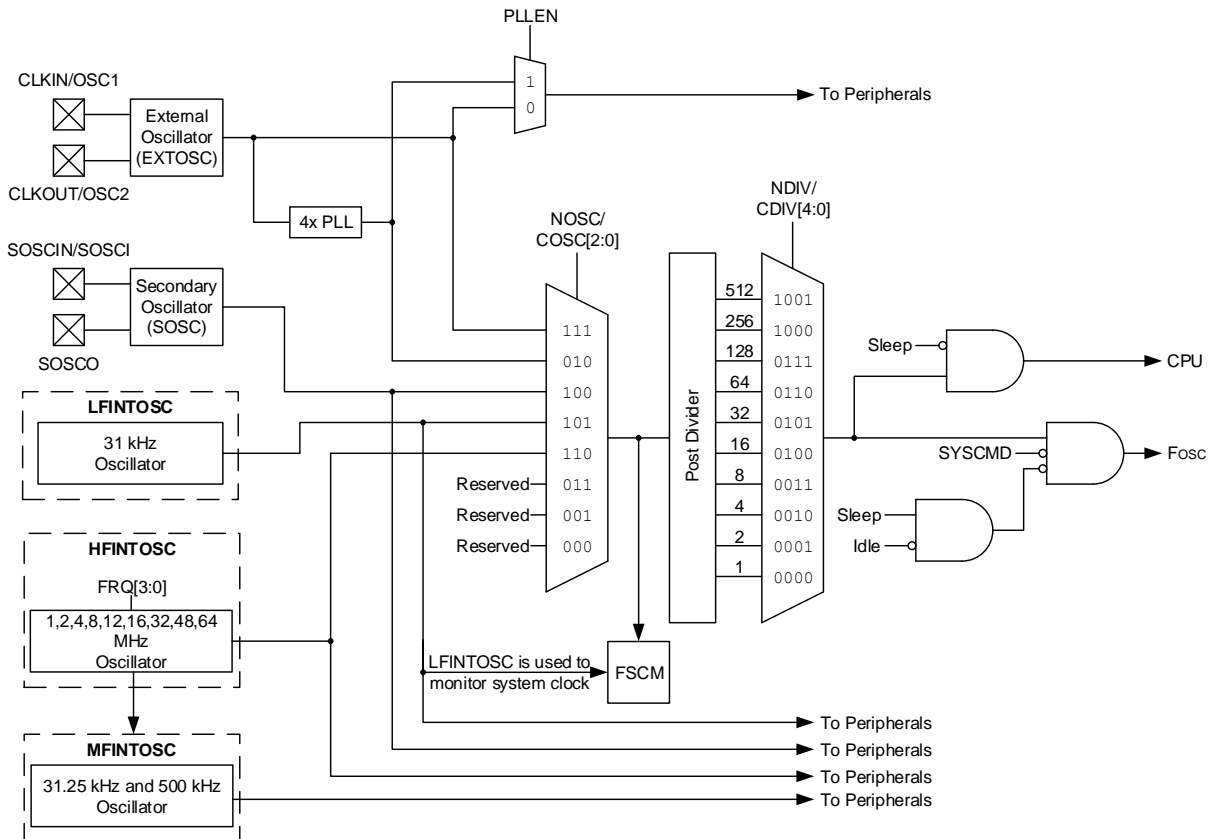 PLLEN
CLKIN/OSC1
External
Oscillator
(EXTOSC)
CLKOUT/OSC2
1
0
To Peripherals
4x PLL
NOSC/
COSC[2:0]
NDIV/
CDIV[4:0]
SOSCIN/SOSCI
Secondary
Oscillator
(SOSC)
SOSCO
LFINTOSC
31 kHz
Oscillator
HFINTOSC
FRQ[3:0]
1,2,4,8,12,16,32,48,64
MHz
Oscillator
MFINTOSC
31.25 kHz and 500 kHz
Oscillator
111
010
100
101
110
Reserved 011
Reserved 001
Reserved 000
Post Divider
512 1001
256 1000
128 0111
64 0110
32 0101
16 0100
8 0011
4 0010
2 0001
1 0000
Sleep
CPU
SYSCMD
Fosc
Sleep
Idle
LFINTOSC is used to
monitor system clock
FSCM
To Peripherals
To Peripherals
To Peripherals
To Peripherals